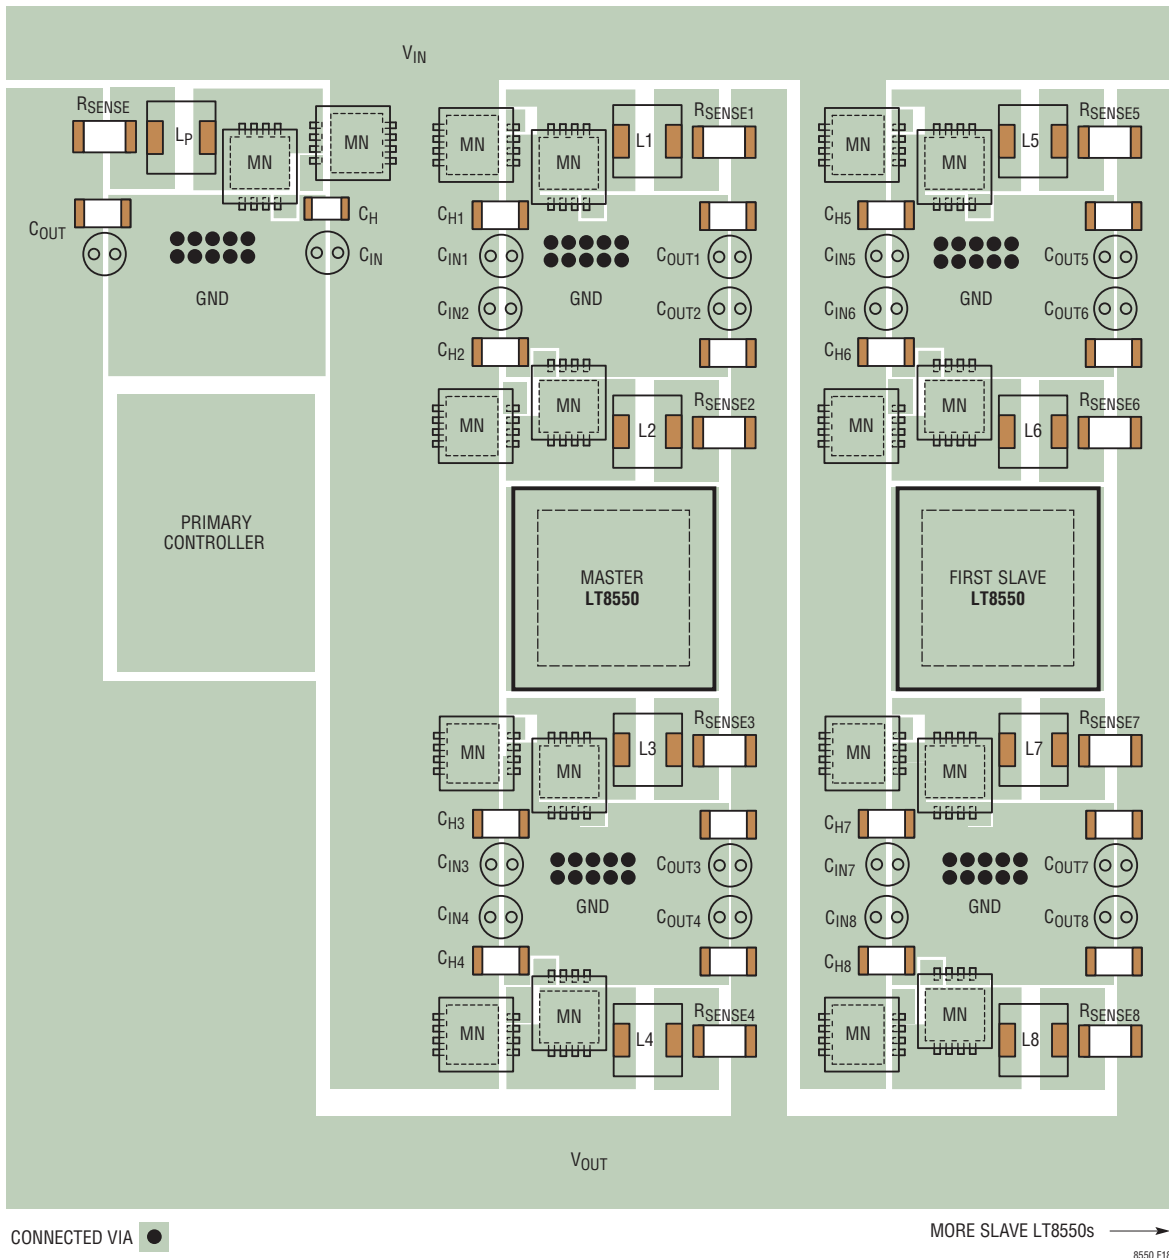 VIN
RSENSE
LP
MN
MN
CH
COUT
CIN
GND
PRIMARY
CONTROLLER
MN
MN
L1
RSENSE1
CH1
CIN1
COUT1
GND
CIN2
COUT2
CH2
MN
MN
L2
RSENSE2
MASTER
LT8550
MN
MN
L3
RSENSE3
CH3
CIN3
COUT3
GND
CIN4
COUT4
CH4
MN
MN
L4
RSENSE4
MN
MN
L5
RSENSE5
CH5
CIN5
COUT5
GND
CIN6
COUT6
CH6
MN
MN
L6
RSENSE6
FIRST SLAVE
LT8550
MN
MN
L7
RSENSE7
CH7
CIN7
COUT7
GND
CIN8
COUT8
CH8
MN
MN
L8
RSENSE8
VOUT
CONNECTED VIA
MORE SLAVE LT8550s
8550 F18